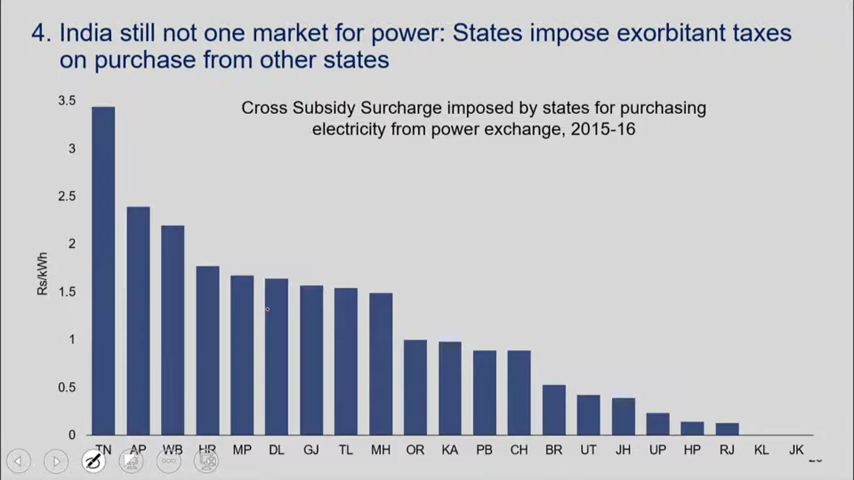 4. India still not one market for power: States impose exorbitant taxes
on purchase from other states
Cross Subsidy Surcharge imposed by states for purchasing
electricity from power exchange, 2015-16
Rs/kWh
3.5
3
2.5
2
1.5
1
0.5
0
TN AP WB HR MP DL GJ TL MH OR KA PB CH BR UT JH UP HP RJ KL JK